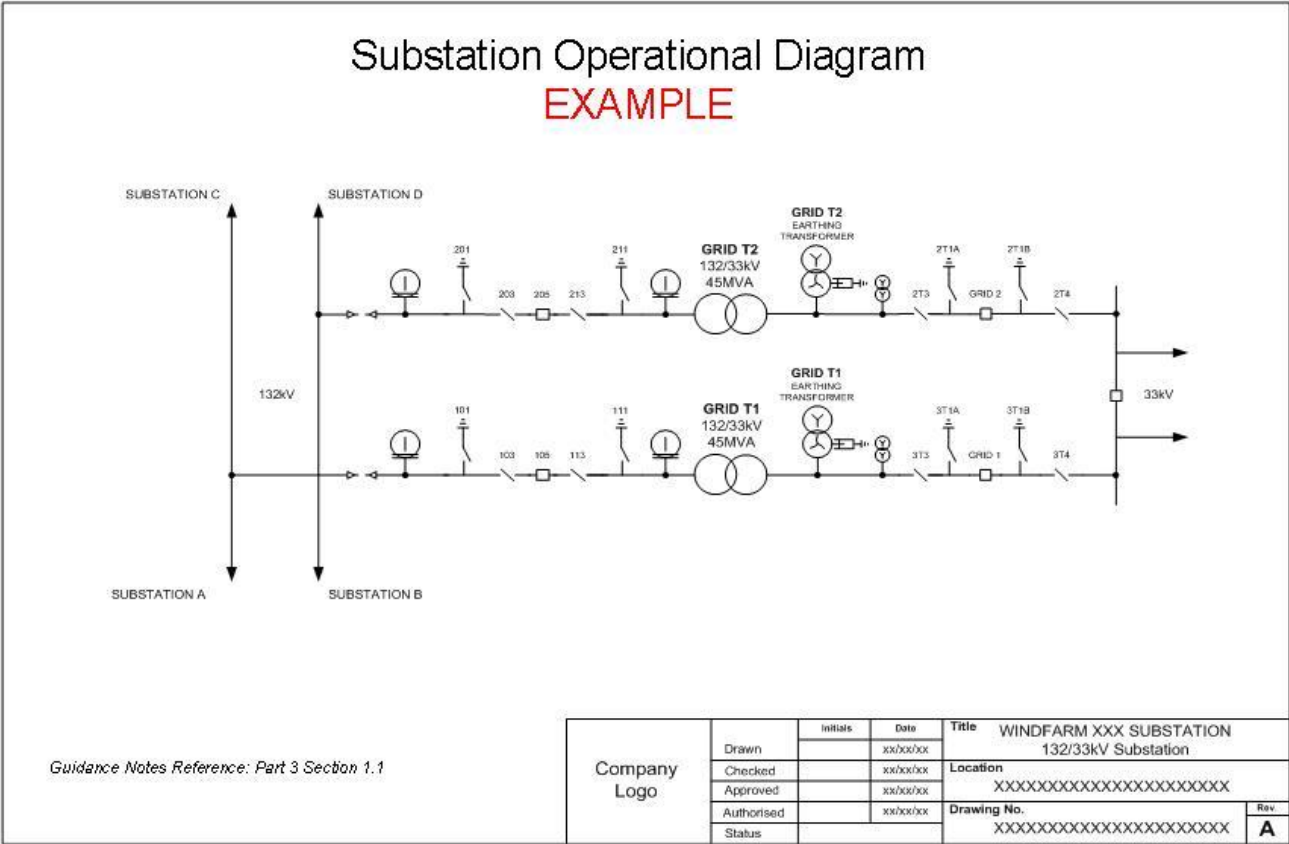 Substation Operational Diagram
EXAMPLE
SUBSTATION C
SUBSTATION D
GRID T2
EARTHING
TRANSFORMER
201
211
GRID T2
132/33kV
45MVA
2T1A
2T1B
203
205
213
2T3
GRID 2
2T4
132kV
33kV
GRID T1
EARTHING
TRANSFORMER
101
111
GRID T1
132/33kV
45MVA
3T1A
3T1B
103
105
113
3T3
GRID 1
3T4
SUBSTATION A
SUBSTATION B
Guidance Notes Reference: Part 3 Section 1.1
Company
Logo
Initials
Date
Drawn
xx/xx/xx
Checked
xx/xx/xx
Approved
xx/xx/xx
Authorised
xx/xx/xx
Status
Title WINDFARM XXX SUBSTATION
132/33kV Substation
Location
XXXXXXXXXXXXXXXXXXXXXX
Drawing No.
XXXXXXXXXXXXXXXXXXXXXX
Rev.
A